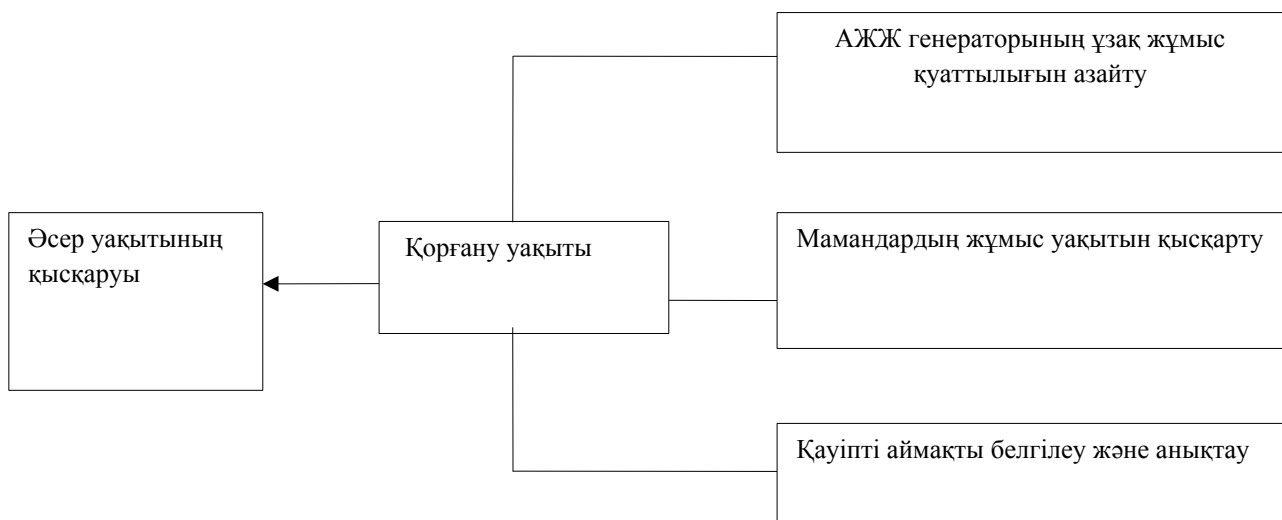 АЖЖ генераторының ұзақ жұмыс
қуаттылығын азайту
Әсер уақытының
қысқаруы
Қорғану уақыты
Мамандардың жұмыс уақытын қысқарту
Қауіпті аймақты белгілеу және анықтау